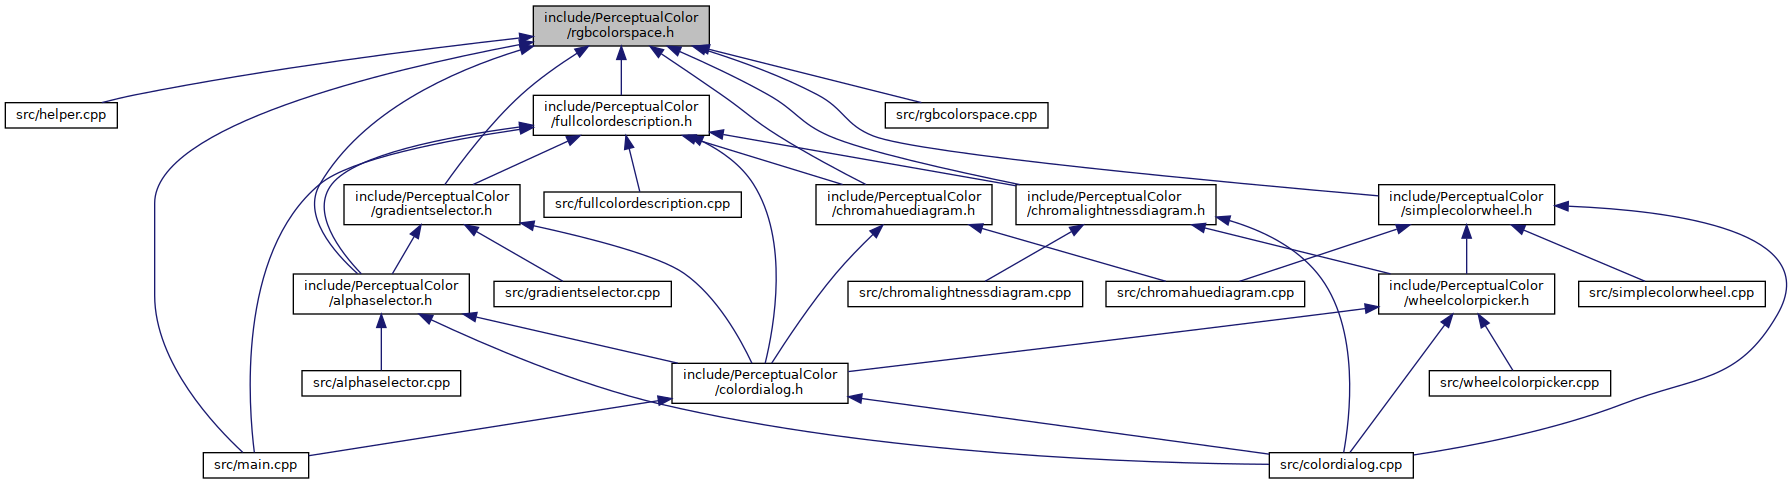 include/PerceptualColor
/rgbcolorspace.h
src/helper.cpp
include/PerceptualColor
/fullcolordescription.h
src/rgbcolorspace.cpp
include/PerceptualColor
/gradientselector.h
src/fullcolordescription.cpp
include/PerceptualColor
/chromahuediagram.h
include/PerceptualColor
/chromalightnessdiagram.h
include/PerceptualColor
/simplecolorwheel.h
include/PerceptualColor
/alphaselector.h
src/gradientselector.cpp
src/chromalightnessdiagram.cpp
src/chromahuediagram.cpp
include/PerceptualColor
/wheelcolorpicker.h
src/simplecolorwheel.cpp
src/alphaselector.cpp
include/PerceptualColor
/colordialog.h
src/wheelcolorpicker.cpp
src/main.cpp
src/colordialog.cpp